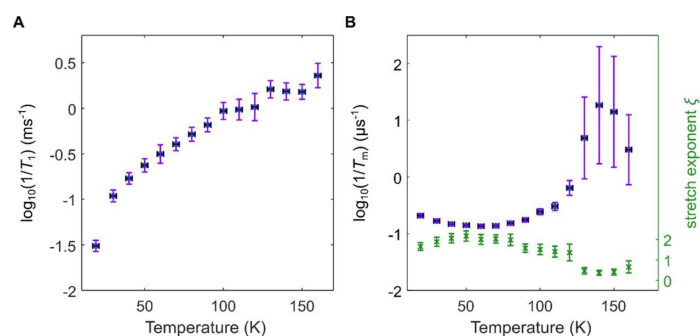 A
B
log10(1/T1) (ms-1)
0.5
0
-0.5
-1
-1.5
-2
50
100
150
Temperature (K)
log10(1/Tm) (µs-1)
2
1
0
-1
-2
50
100
150
Temperature (K)
stretch exponent ξ
2
1
0